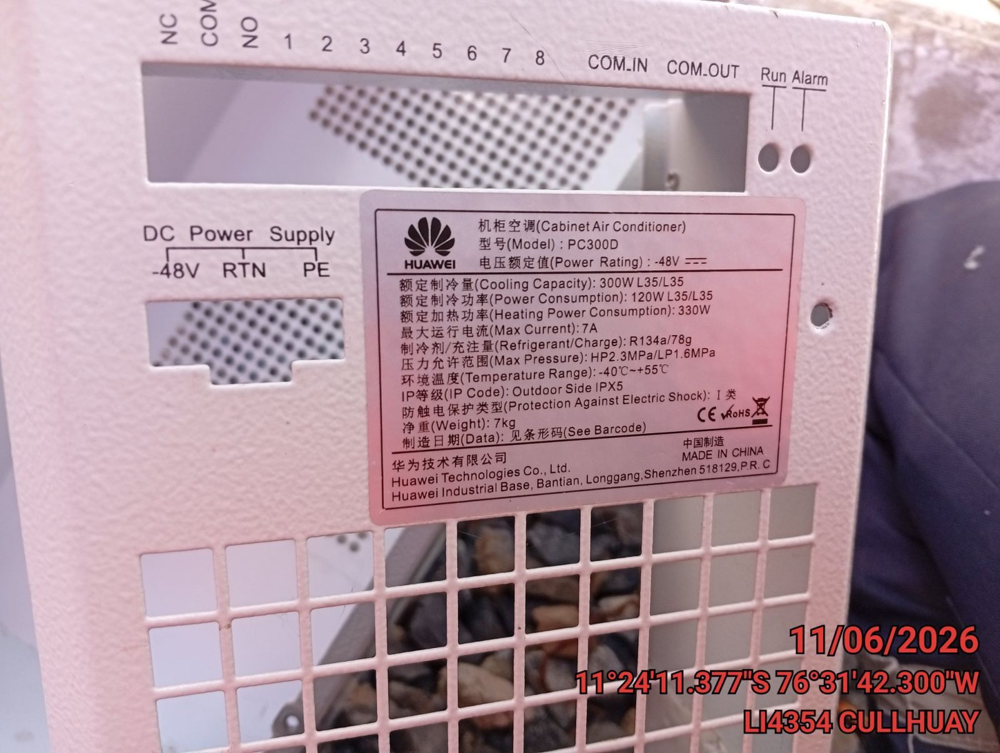 NC COM NO 1 2 3 4 5 6 7 8 COM_IN COM_OUT Run Alarm
DC Power Supply
-48V RTN PE
HUAWEI
机柜空调(Cabinet Air Conditioner)
型号(Model) : PC300D
电压额定值(Power Rating) : -48V
额定制冷量(Cooling Capacity): 300W L35/L35
额定制冷功率(Power Consumption): 120W L35/L35
额定加热功率(Heating Power Consumption): 330W
最大运行电流(Max Current): 7A
制冷剂/充注量(Refrigerant/Charge): R134a/78g
压力允许范围(Max Pressure): HP2.3MPa/LP1.6MPa
环境温度(Temperature Range): -40℃~+55℃
IP等级(IP Code): Outdoor Side IPX5
防触电保护类型(Protection Against Electric Shock): I 类
净重(Weight): 7kg
CE RoHS
制造日期(Data): 见条形码(See Barcode)
华为技术有限公司
中国制造
Huawei Technologies Co., Ltd.
MADE IN CHINA
Huawei Industrial Base, Bantian, Longgang,Shenzhen 518129,P.R. C
11/06/2026
11°24'11.377"S 76°31'42.300"W
LI4354 CULLHUAY